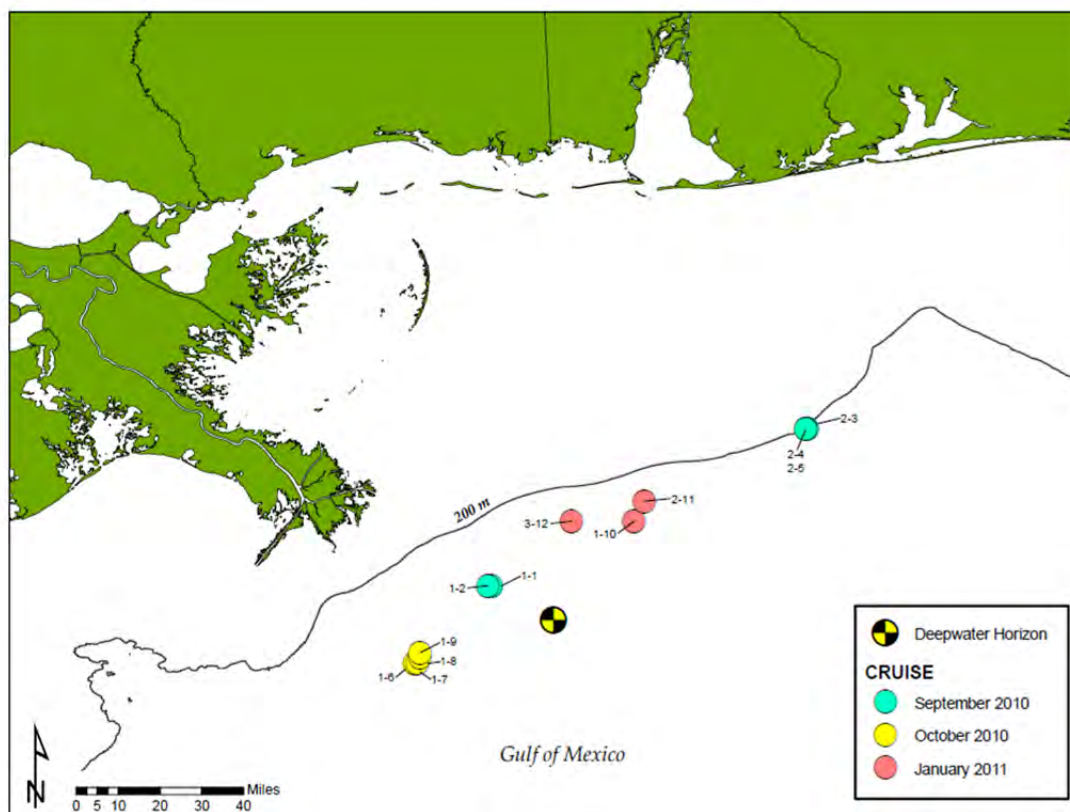 2-3
2-4
2-5
200 m
2-11
3-12
1-10
1-2
1-1
Deepwater Horizon
1-9
1-8
1-6
1-7
CRUISE
September 2010
October 2010
January 2011
Gulf of Mexico
N
Miles
0 5 10 20 30 40